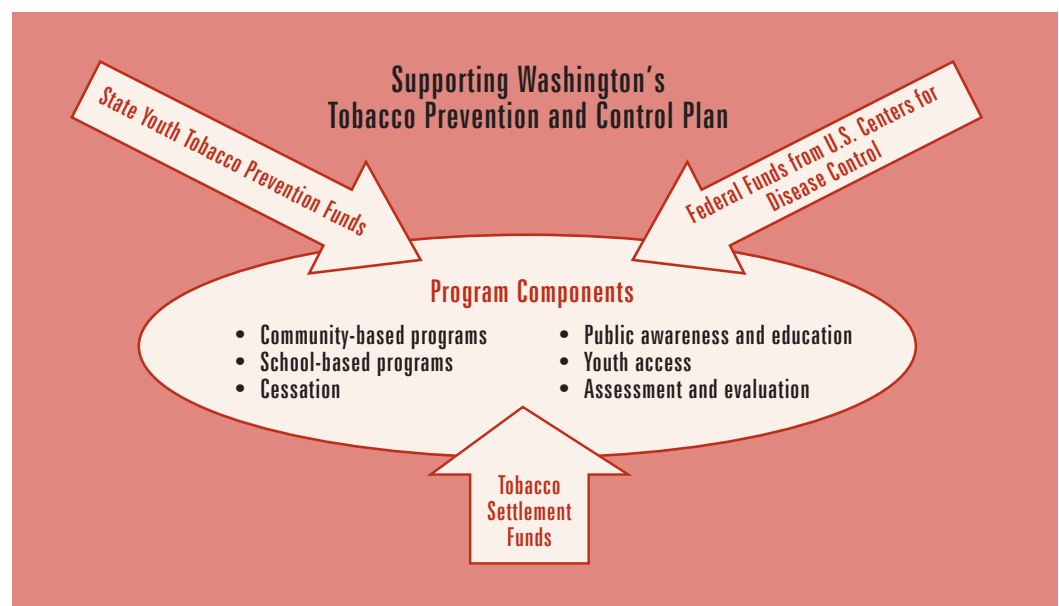 Supporting Washington's
Tobacco Prevention and Control Plan
State Youth Tobacco Prevention Funds
Federal Funds from U.S. Centers for
Disease Control
Program Components
• Community-based programs
• School-based programs
• Cessation
• Public awareness and education
• Youth access
• Assessment and evaluation
Tobacco
Settlement
Funds